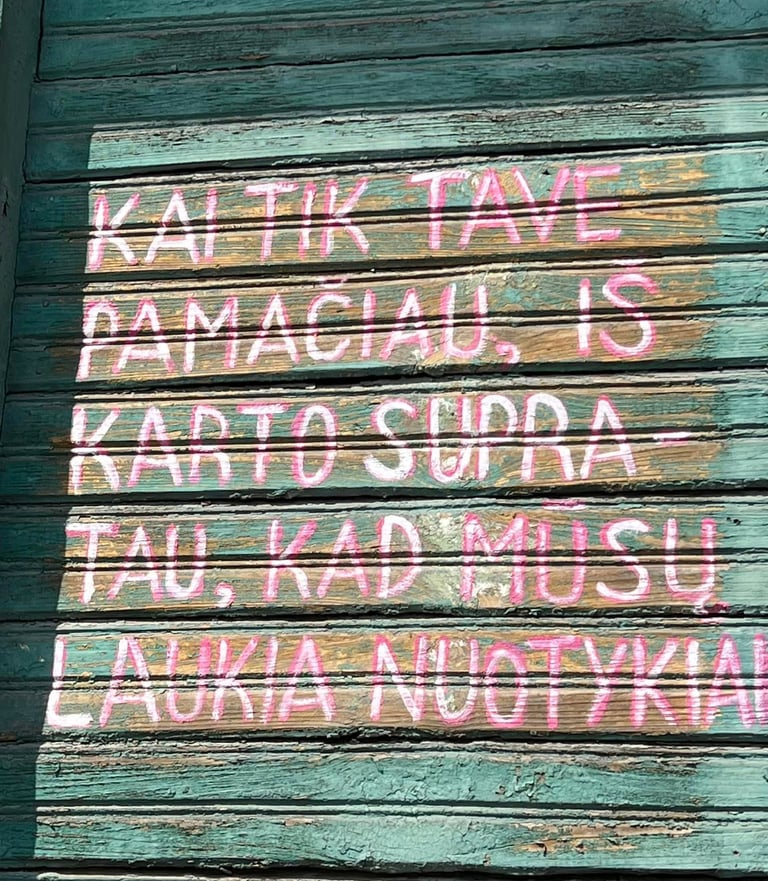 KAI TIK TAVE
PAMAČIAU, IŠ
KARTO SUPRA-
TAU, KAD MŪSŲ
LAUKIA NUOTYKIAI